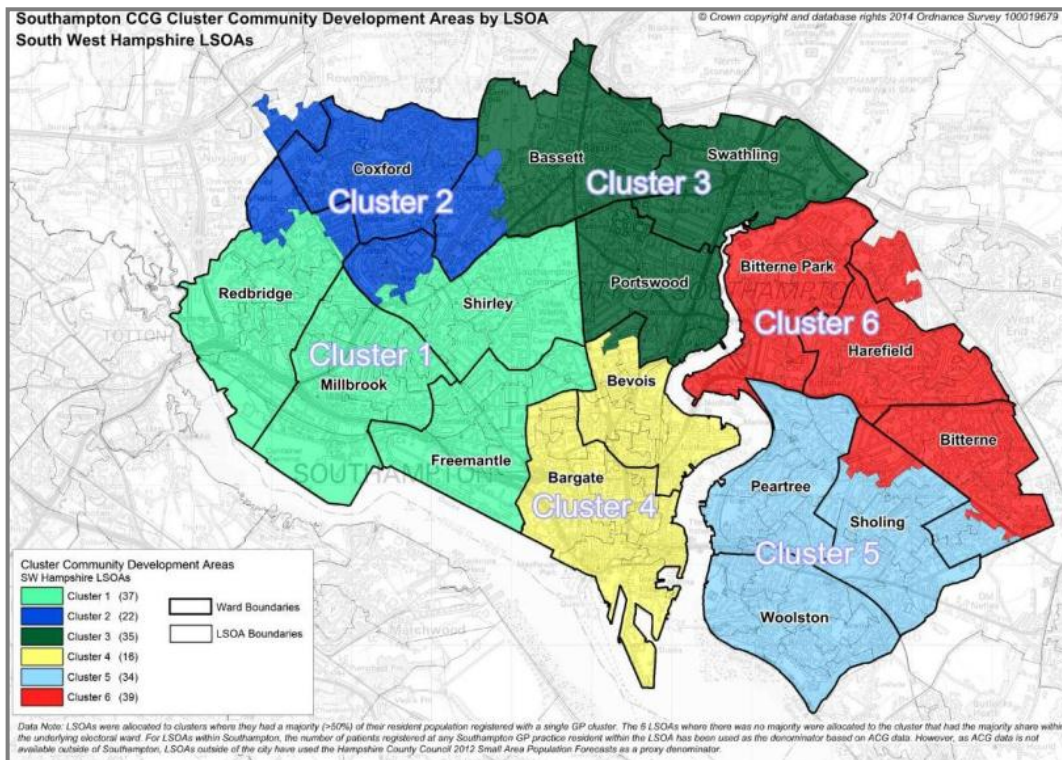 Southampton CCG Cluster Community Development Areas by LSOA
© Crown copyright and database rights 2014 Ordnance Survey 100019679
South West Hampshire LSOAs
Bassett
Swathling
Coxford
Cluster 3
Cluster 2
Portswood
Bitterne Park
Redbridge
Shirley
Cluster 6
Harefield
Cluster 1
Millbrook
Bevois
Bitterne
Freemantle
SOUTHAMPTON
Bargate
Peartree
Cluster 4
Sholing
Cluster 5
Woolston
Marchwood
Cluster Community Development Areas
SW Hampshire LSOAs
Cluster 1 (37)
Cluster 2 (22)
Cluster 3 (35)
Cluster 4 (16)
Cluster 5 (34)
Cluster 6 (39)
Ward Boundaries
LSOA Boundaries
Data Note: LSOAs were allocated to clusters where they had a majority (>50%) of their resident population registered with a single GP cluster. The 6 LSOAs where there was no majority were allocated to the cluster that had the majority share within
the underlying electoral ward. For LSOAs within Southampton, the number of patients registered at any Southampton GP practice resident within the LSOA has been used as the denominator based on ACG data. However, as ACG data is not
available outside of Southampton, LSOAs outside of the city have used the Hampshire County Council 2012 Small Area Population Forecasts as a proxy denominator.